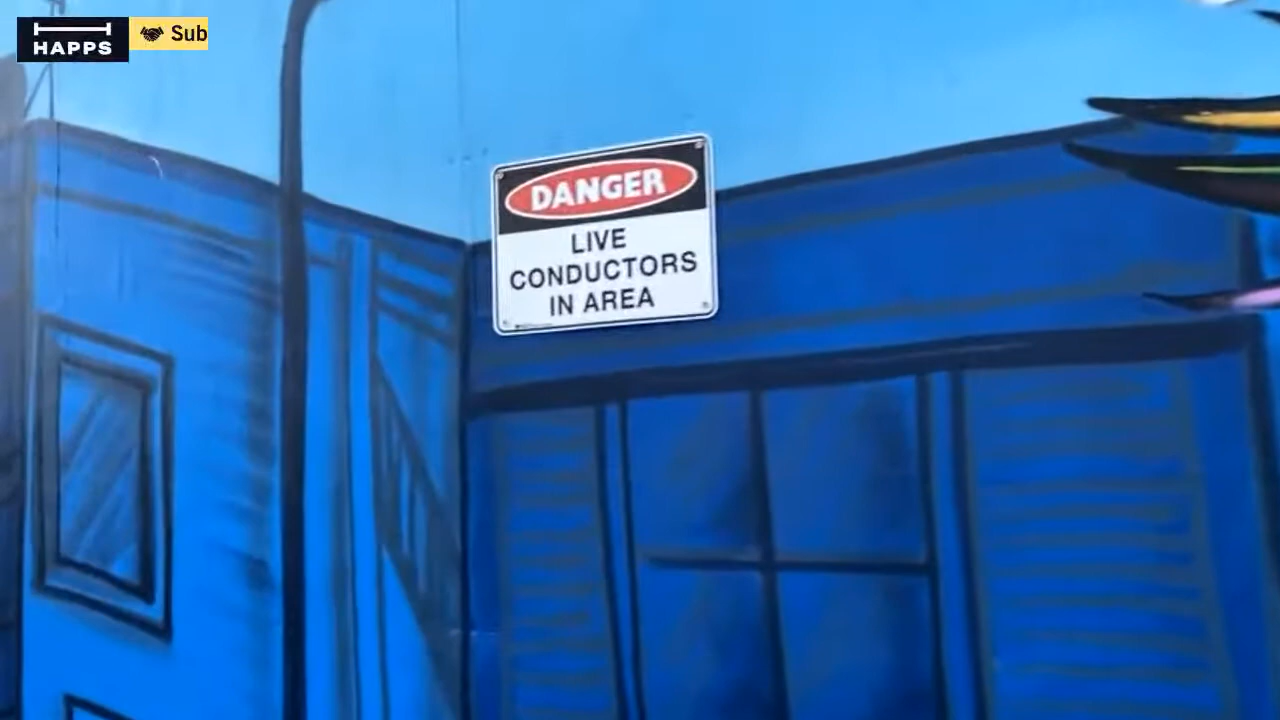 HAPPS
Sub
DANGER
LIVE
CONDUCTORS
IN AREA